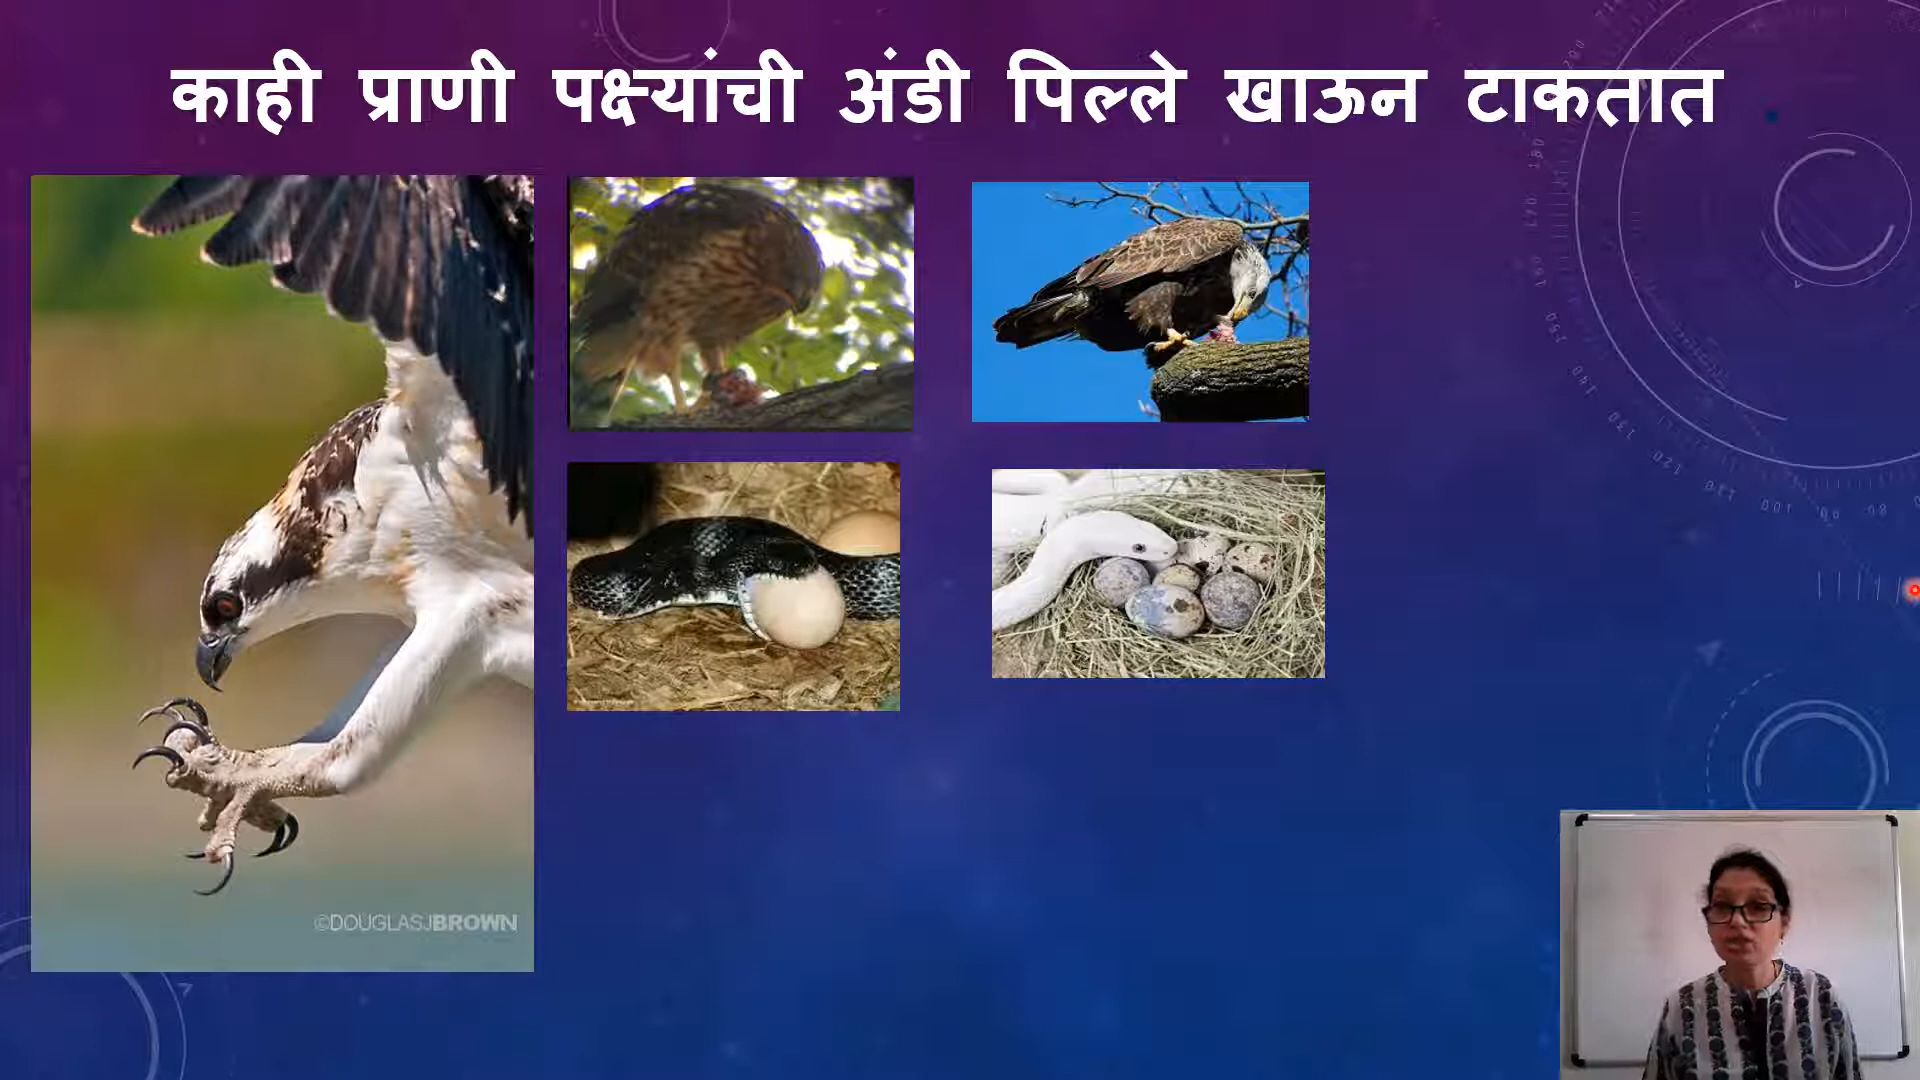 काही प्राणी पक्ष्यांची अंडी पिल्ले खाऊन टाकतात
©DOUGLASJBROWN